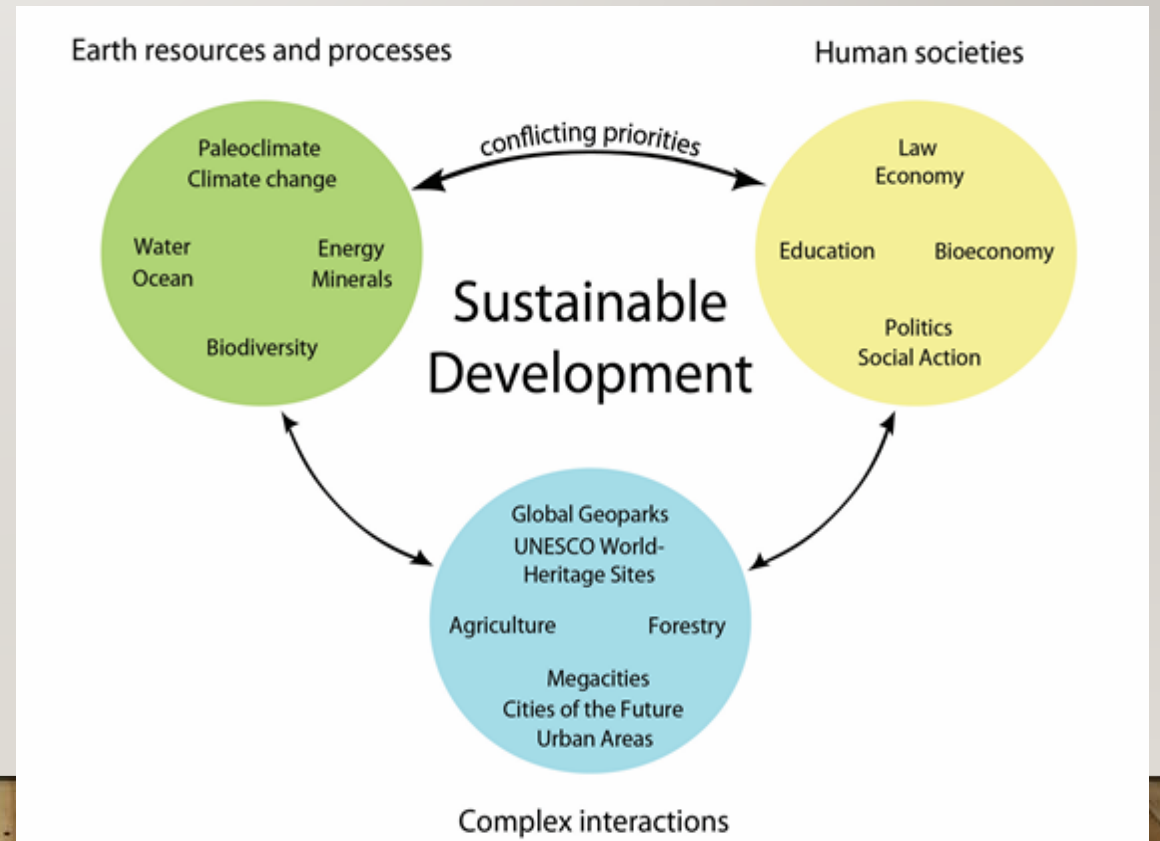 Earth resources and processes
Human societies
conflicting priorities
Paleoclimate
Climate change
Water
Ocean
Energy
Minerals
Biodiversity
Law
Economy
Education
Bioeconomy
Politics
Social Action
Sustainable
Development
Global Geoparks
UNESCO World-
Heritage Sites
Agriculture
Forestry
Megacities
Cities of the Future
Urban Areas
Complex interactions